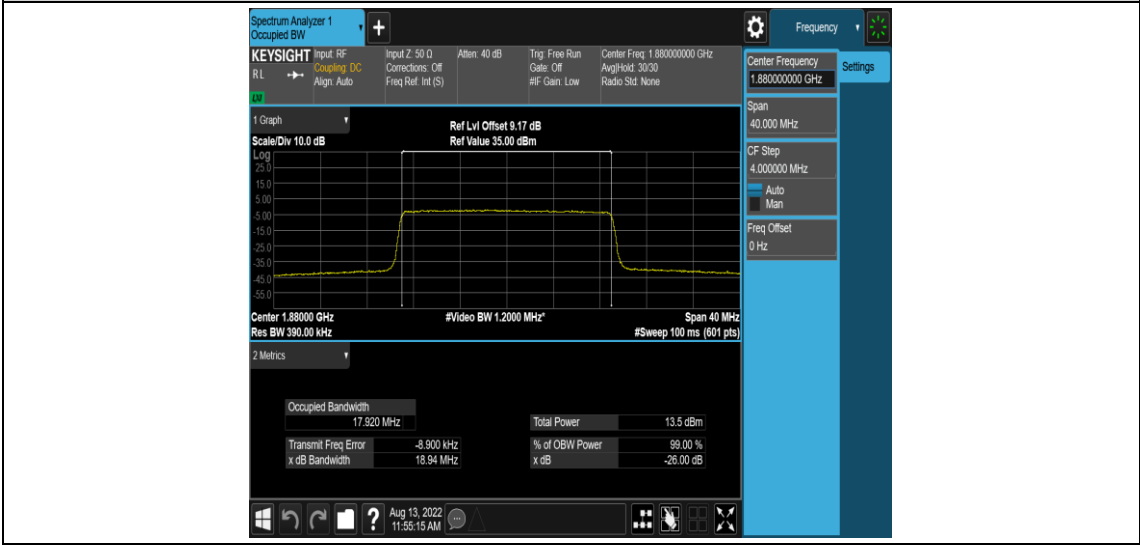 Spectrum Analyzer 1
Occupied BW
+
Frequency
KEYSIGHT
RL
LM
Input: RF
Coupling: DC
Align: Auto
Input Z: 50 Ω
Corrections: Off
Freq Ref: Int (S)
Atten: 40 dB
Trig: Free Run
Gate: Off
#IF Gain: Low
Center Freq: 1.880000000 GHz
Avg|Hold: 30/30
Radio Std: None
Center Frequency
1.880000000 GHz
Settings
Span
40.000 MHz
CF Step
4.000000 MHz
Auto
Man
Freq Offset
0 Hz
1 Graph
Ref Lvl Offset 9.17 dB
Scale/Div 10.0 dB
Ref Value 35.00 dBm
Log
25.0
15.0
5.00
-5.00
-15.0
-25.0
-35.0
-45.0
-55.0
Center 1.88000 GHz
#Video BW 1.2000 MHz*
Span 40 MHz
Res BW 390.00 kHz
#Sweep 100 ms (601 pts)
2 Metrics
Occupied Bandwidth
17.920 MHz
Total Power 13.5 dBm
Transmit Freq Error -8.900 kHz
% of OBW Power 99.00 %
x dB Bandwidth 18.94 MHz
x dB -26.00 dB
?
Aug 13, 2022
11:55:15 AM